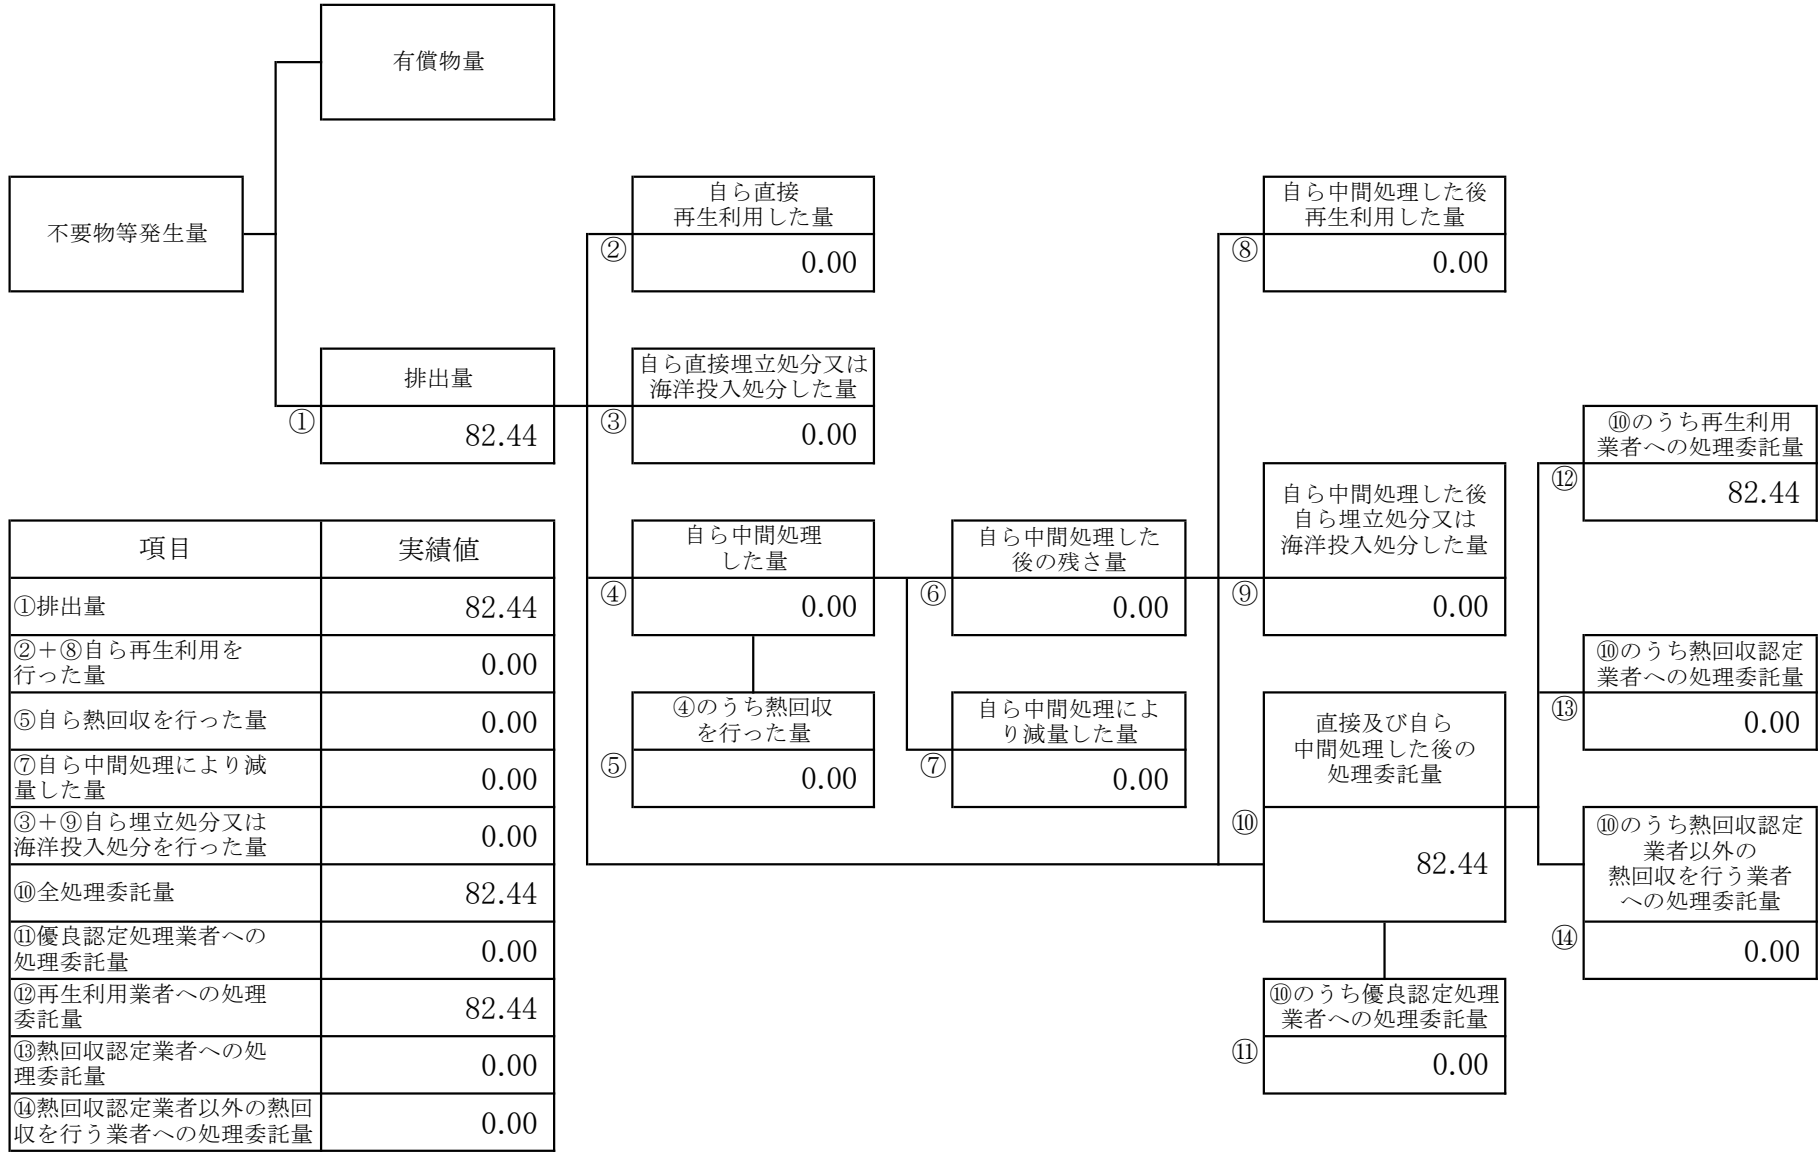 有償物量
不要物等発生量
自ら直接
再生利用した量
②
0.00
自ら中間処理した後
再生利用した量
⑧
0.00
排出量
①
82.44
自ら直接埋立処分又は
海洋投入処分した量
③
0.00
⑩のうち再生利用
業者への処理委託量
⑫
82.44
自ら中間処理
した量
④
0.00
自ら中間処理した
後の残さ量
⑥
0.00
自ら中間処理した後
自ら埋立処分又は
海洋投入処分した量
⑨
0.00
⑩のうち熱回収認定
業者への処理委託量
⑬
0.00
④のうち熱回収
を行った量
⑤
0.00
自ら中間処理によ
り減量した量
⑦
0.00
直接及び自ら
中間処理した後の
処理委託量
⑩
82.44
⑩のうち熱回収認定
業者以外の
熱回収を行う業者
への処理委託量
⑭
0.00
⑩のうち優良認定処理
業者への処理委託量
⑪
0.00
項目 実績値
①排出量 82.44
②＋⑧自ら再生利用を
行った量 0.00
⑤自ら熱回収を行った量 0.00
⑦自ら中間処理により減
量した量 0.00
③＋⑨自ら埋立処分又は
海洋投入処分を行った量 0.00
⑩全処理委託量 82.44
⑪優良認定処理業者への
処理委託量 0.00
⑫再生利用業者への処理
委託量 82.44
⑬熱回収認定業者への処
理委託量 0.00
⑭熱回収認定業者以外の熱回
収を行う業者への処理委託量 0.00